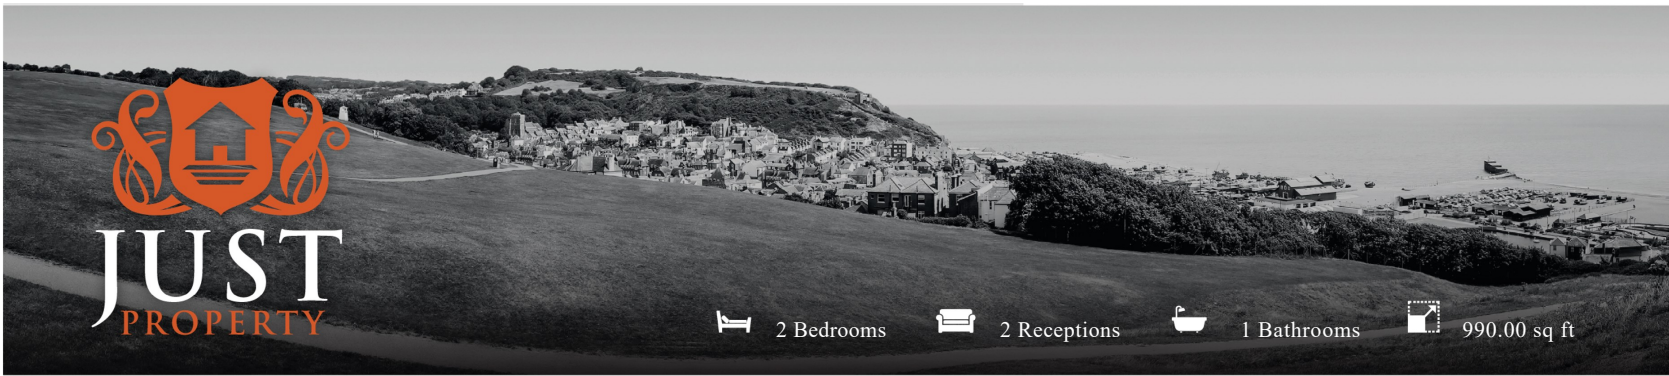 JUST
PROPERTY
2 Bedrooms
2 Receptions
1 Bathrooms
990.00 sq ft